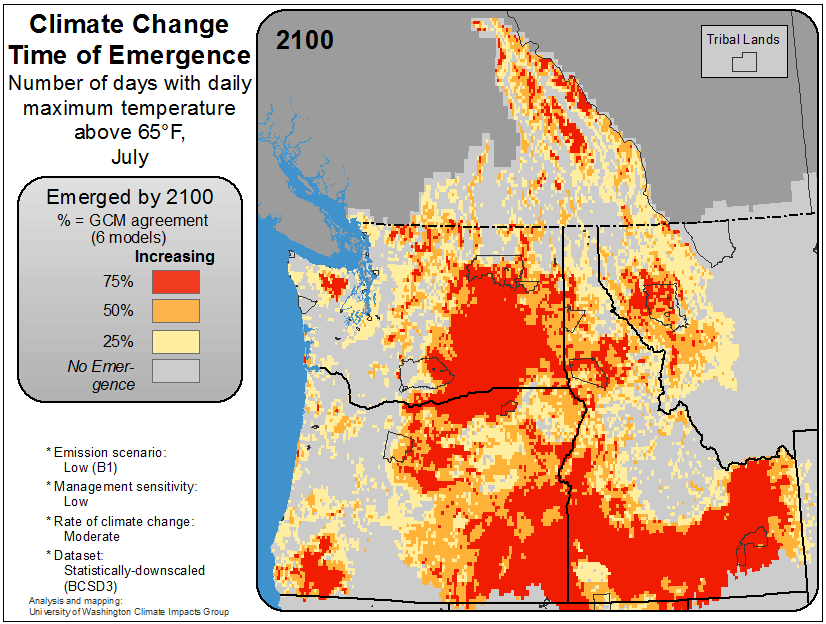 Climate Change
Time of Emergence
Number of days with daily
maximum temperature
above 65°F,
July
2100
Tribal Lands
Emerged by 2100
% = GCM agreement
(6 models)
Increasing
75%
50%
25%
No Emer-
gence
* Emission scenario:
Low (B1)
* Management sensitivity:
Low
* Rate of climate change:
Moderate
* Dataset:
Statistically-downscaled
(BCSD3)
Analysis and mapping:
University of Washington Climate Impacts Group